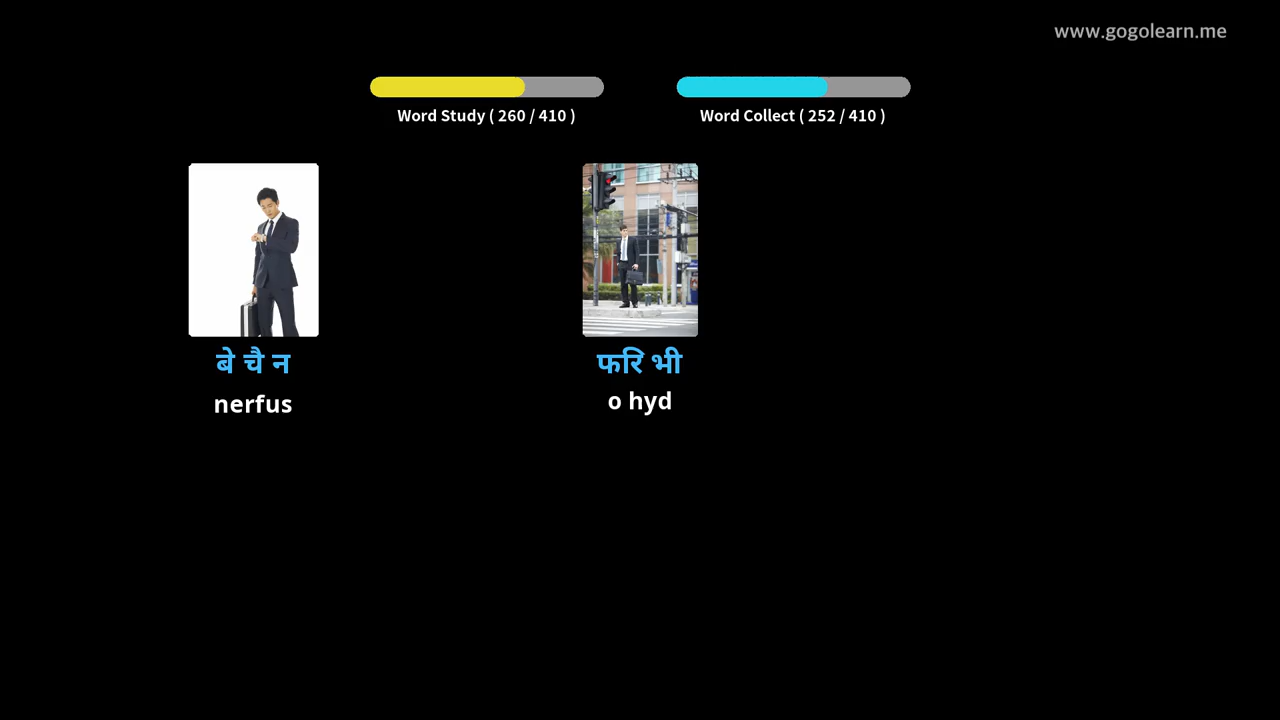 www.gogolearn.me
Word Study ( 260 / 410 )
Word Collect ( 252 / 410 )
बे चै न
nerfus
फरि भी
o hyd